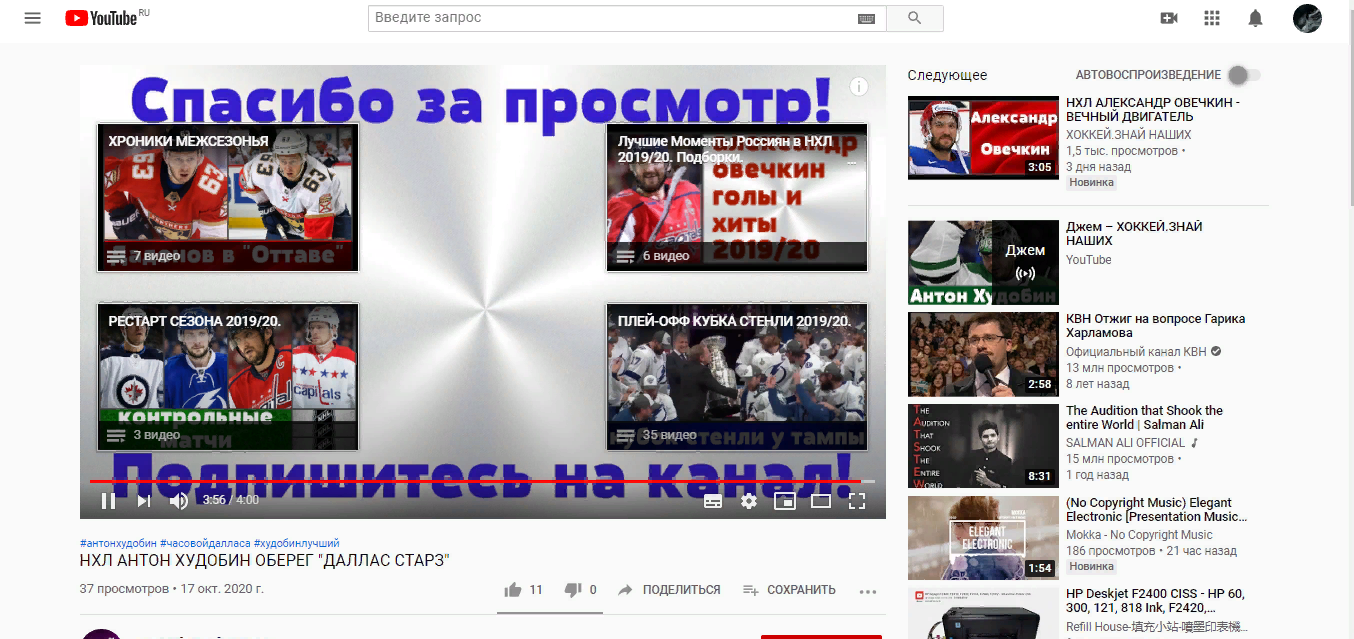 YouTube RU
Введите запрос
Спасибо за просмотр!
ХРОНИКИ МЕЖСЕЗОНЬЯ
Дадонов в "Оттаве"
7 видео
Лучшие Моменты Россиян в НХЛ
2019/20. Подборки.
овечкин
голы и
хиты
2019/20
6 видео
РЕСТАРТ СЕЗОНА 2019/20.
контрольные
матчи
3 видео
ПЛЕЙ-ОФФ КУБКА СТЕНЛИ 2019/20.
35 видео
Подпишитесь на канал!
3:56 / 4:00
#антонхудобин #часовойдалласа #худобинлучший
НХЛ АНТОН ХУДОБИН ОБЕРЕГ "ДАЛЛАС СТАРЗ"
37 просмотров • 17 окт. 2020 г.
11
0
ПОДЕЛИТЬСЯ
СОХРАНИТЬ
Следующее
АВТОВОСПРОИЗВЕДЕНИЕ
Александр
Овечкин
3:05
НХЛ АЛЕКСАНДР ОВЕЧКИН -
ВЕЧНЫЙ ДВИГАТЕЛЬ
ХОККЕЙ.ЗНАЙ НАШИХ
1,5 тыс. просмотров •
3 дня назад
Новинка
Джем
Антон Худобин
Джем – ХОККЕЙ.ЗНАЙ
НАШИХ
YouTube
2:58
КВН Отжиг на вопросе Гарика
Харламова
Официальный канал КВН
13 млн просмотров •
8 лет назад
THE
AUDITION
THAT
SHOOK
THE
ENTIRE
WORLD
8:31
The Audition that Shook the
entire World | Salman Ali
SALMAN ALI OFFICIAL
15 млн просмотров •
1 год назад
ELEGANT
ELECTRONIC
1:54
(No Copyright Music) Elegant
Electronic [Presentation Music...
Mokka - No Copyright Music
186 просмотров • 21 час назад
Новинка
HP Deskjet F2400 CISS - HP 60,
300, 121, 818 Ink, F2420,...
Refill House-填充小站-噴墨印表機...